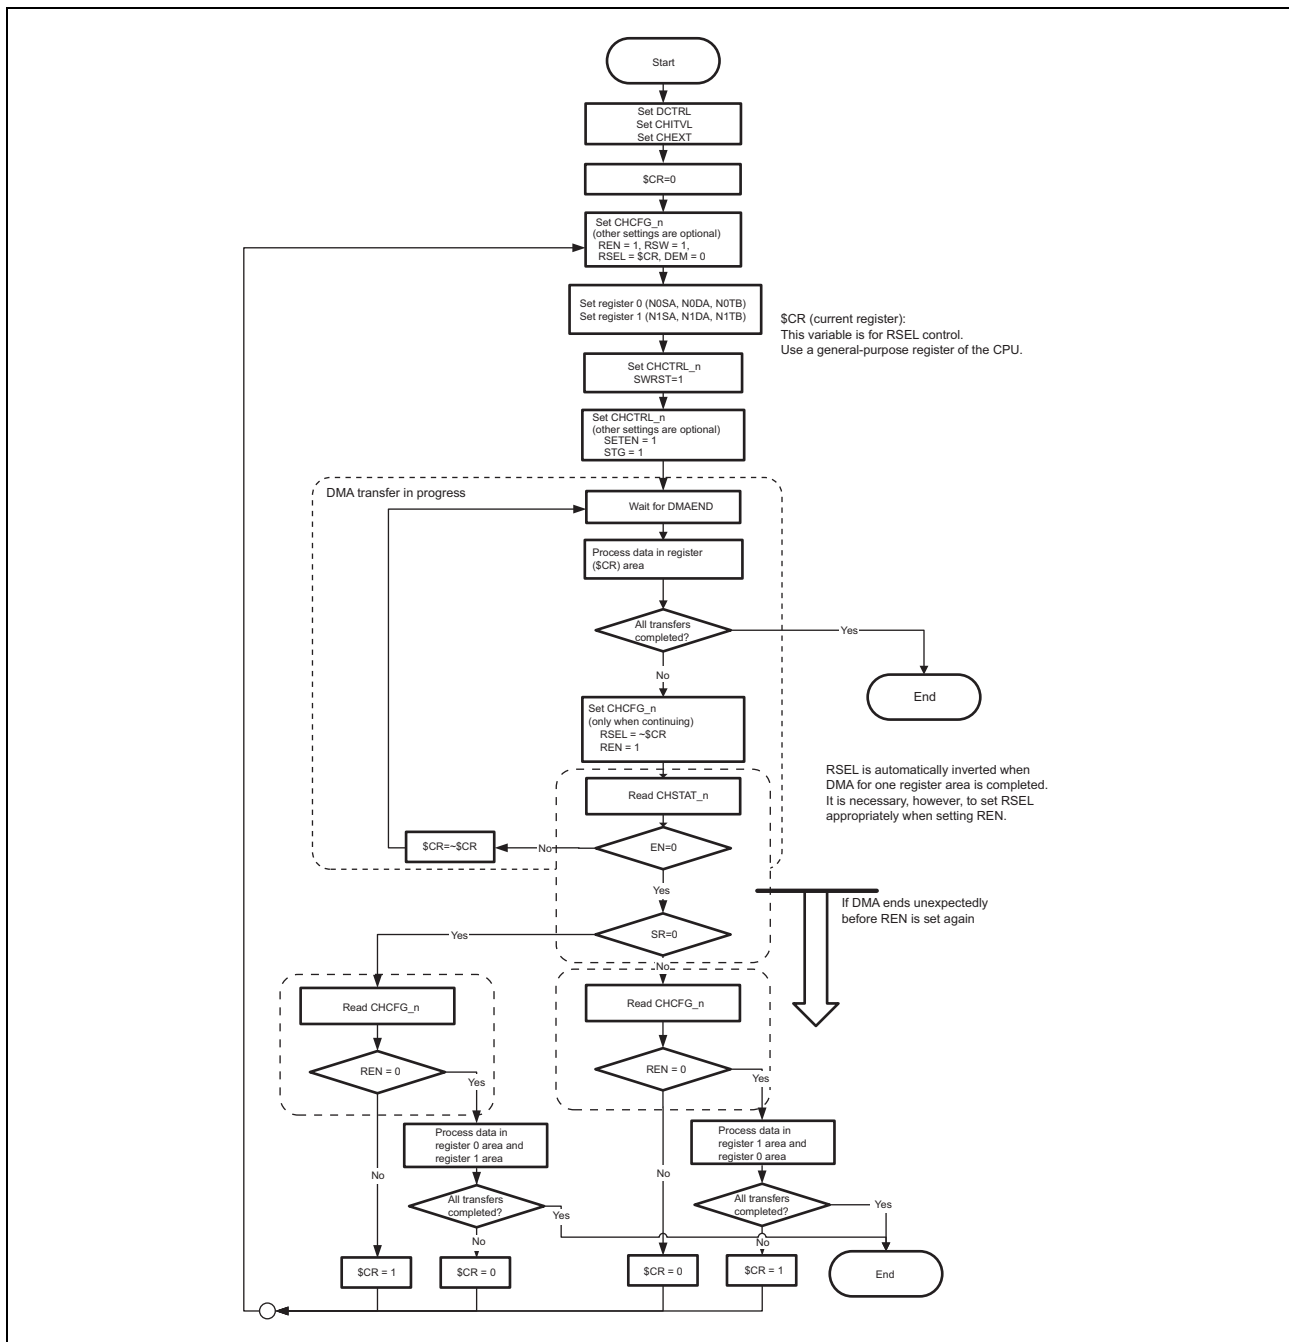 Start
Set DCTRL
Set CHITVL
Set CHEXT
$CR=0
Set CHCFG_n
(other settings are optional)
REN = 1, RSW = 1,
RSEL = $CR, DEM = 0
Set register 0 (N0SA, N0DA, N0TB)
Set register 1 (N1SA, N1DA, N1TB)
$CR (current register):
This variable is for RSEL control.
Use a general-purpose register of the CPU.
Set CHCTRL_n
SWRST=1
Set CHCTRL_n
(other settings are optional)
SETEN = 1
STG = 1
DMA transfer in progress
Wait for DMAEND
Process data in register
($CR) area
All transfers
completed?
Yes
No
End
Set CHCFG_n
(only when continuing)
RSEL = ~$CR
REN = 1
RSEL is automatically inverted when
DMA for one register area is completed.
It is necessary, however, to set RSEL
appropriately when setting REN.
Read CHSTAT_n
$CR=~$CR
No
EN=0
Yes
If DMA ends unexpectedly
before REN is set again
Yes
SR=0
No
Read CHCFG_n
Read CHCFG_n
REN = 0
Yes
REN = 0
Yes
Process data in
register 0 area and
register 1 area
Process data in
register 1 area and
register 0 area
No
No
All transfers
completed?
Yes
All transfers
completed?
Yes
No
No
$CR = 1
$CR = 0
$CR = 0
$CR = 1
End